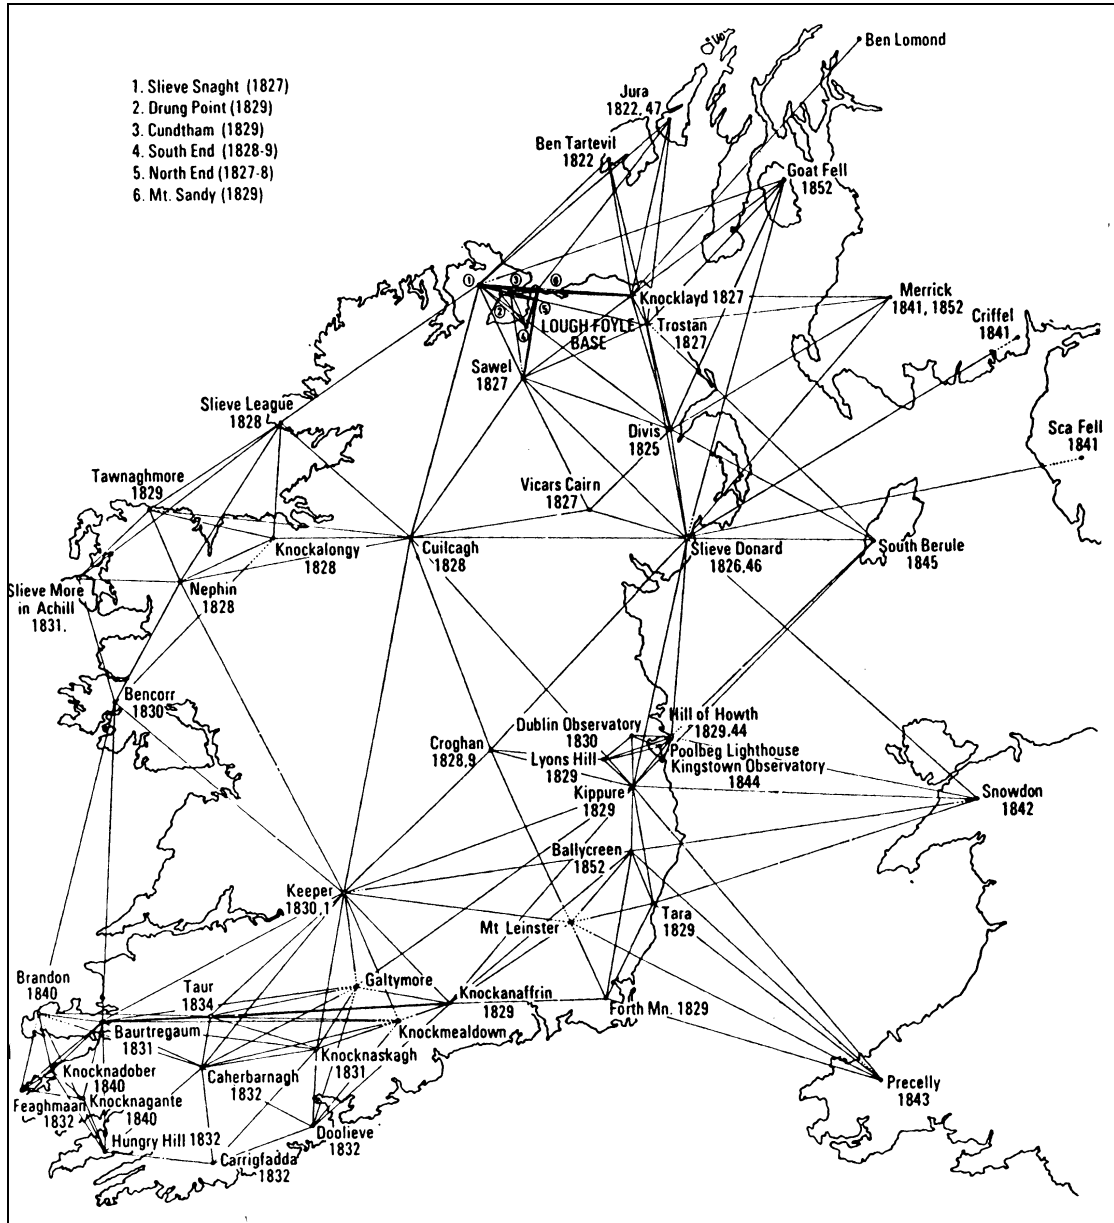 1. Slieve Snaght (1827)
2. Drung Point (1829)
3. Cundtham (1829)
4. South End (1828-9)
5. North End (1827-8)
6. Mt. Sandy (1829)
Ben Lomond
Jura
1822, 47
Ben Tartevil
1822
Goat Fell
1852
1
3
6
2
5
4
Knocklayd 1827
LOUGH FOYLE
BASE
Trostan
1827
Merrick
1841, 1852
Criffel
1841
Sawel
1827
Slieve League
1828
Divis
1825
Sca Fell
1841
Tawnaghmore
1829
Vicars Cairn
1827
Knockalongy
1828
Cuilcagh
1828
Slieve Donard
1826.46
South Berule
1845
Slieve More
in Achill
1831.
Nephin
1828
Bencorr
1830
Croghan
1828,9
Dublin Observatory
1830
Hill of Howth
1829.44
Lyons Hill
1829
Poolbeg Lighthouse
Kingstown Observatory
1844
Kippure
1829
Snowdon
1842
Ballycreen
1852
Keeper
1830,1
Mt Leinster
Tara
1829
Brandon
1840
Taur
1834
Galtymore
Knockanaffrin
1829
Forth Mn. 1829
Baurtregaum
1831
Knockmealdown
Knocknaskagh
1831
Knocknadober
1840
Caherbarnagh
1832
Precelly
1843
Feaghmaan
1832
Knocknagante
1840
Hungry Hill 1832
Doolieve
1832
Carrigfadda
1832